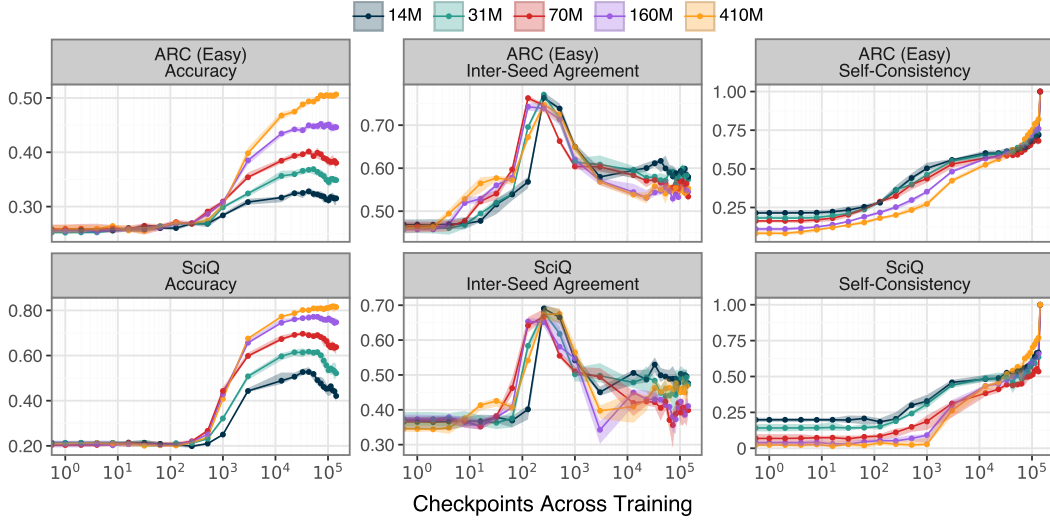 14M 31M 70M 160M 410M
ARC (Easy)
Accuracy
ARC (Easy)
Inter-Seed Agreement
ARC (Easy)
Self-Consistency
0.50
0.40
0.30
0.70
0.60
0.50
1.00
0.75
0.50
0.25
SciQ
Accuracy
SciQ
Inter-Seed Agreement
SciQ
Self-Consistency
0.80
0.60
0.40
0.20
0.70
0.60
0.50
0.40
0.30
1.00
0.75
0.50
0.25
0
10⁰ 10¹ 10² 10³ 10⁴ 10⁵
10⁰ 10¹ 10² 10³ 10⁴ 10⁵
10⁰ 10¹ 10² 10³ 10⁴ 10⁵
Checkpoints Across Training